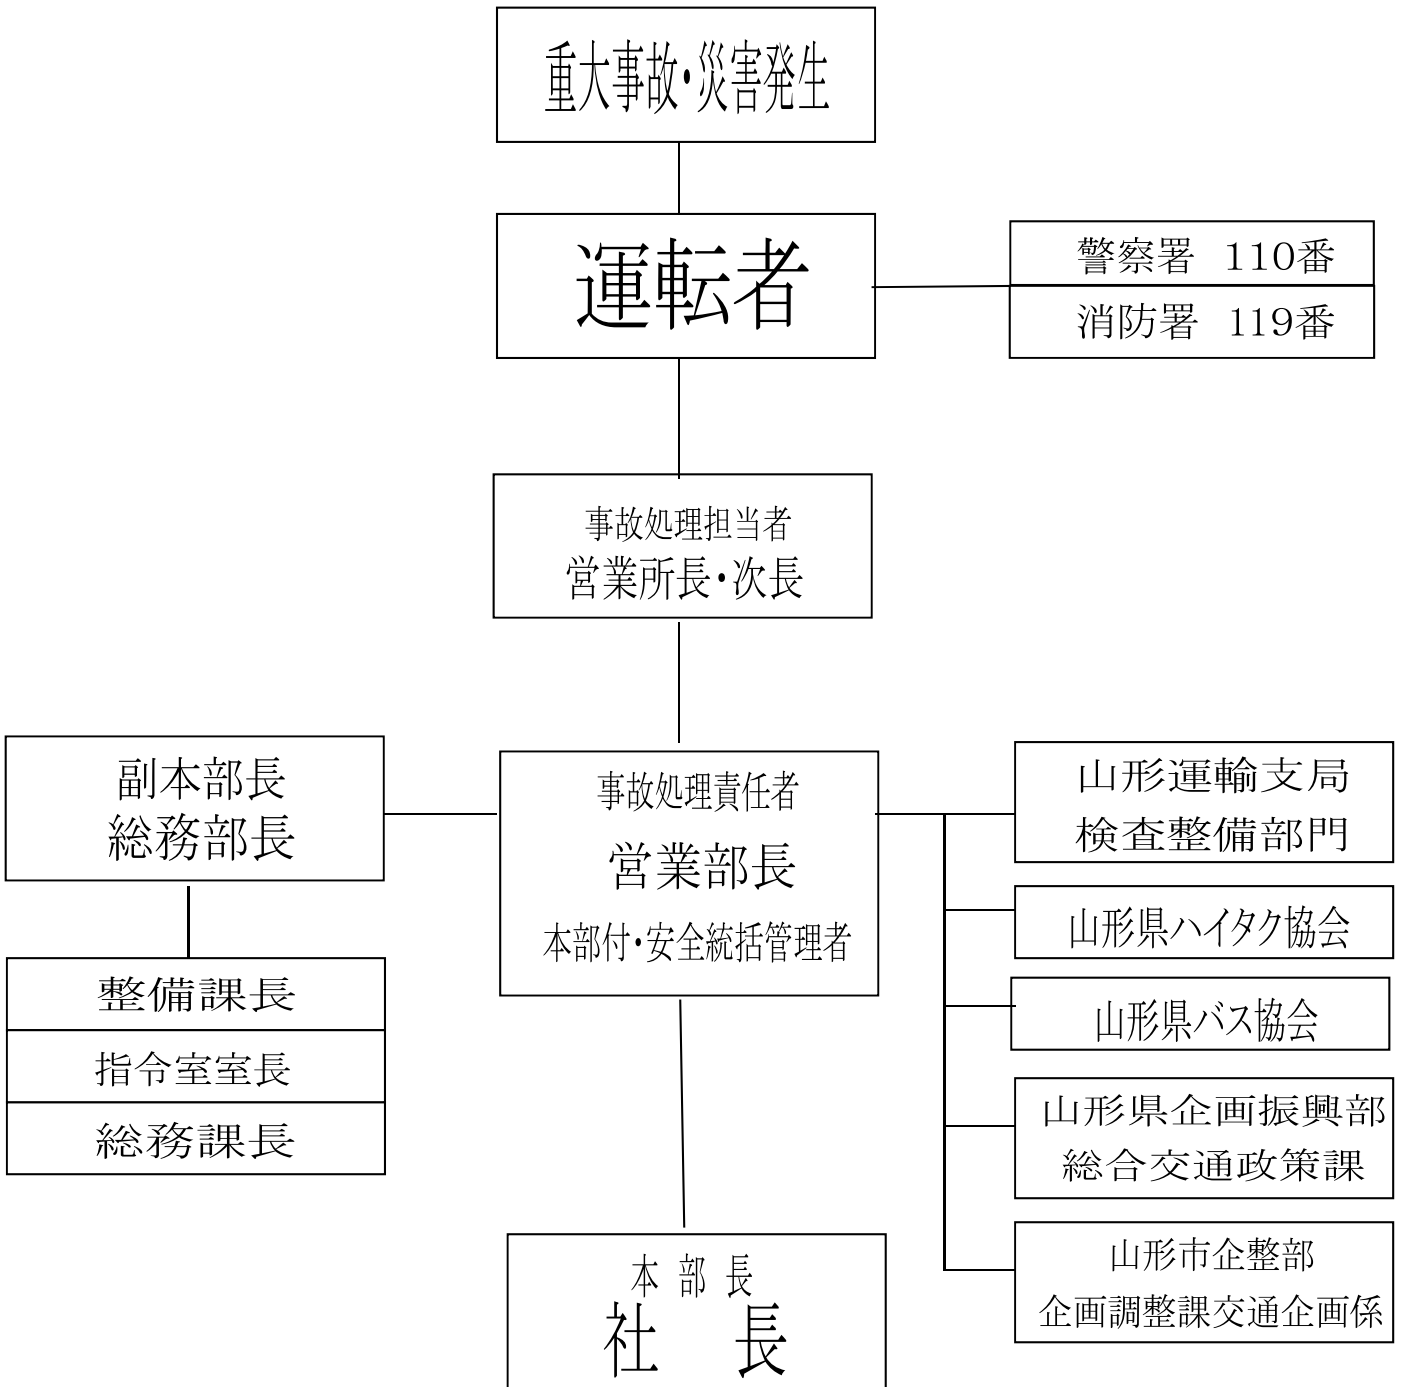 重大事故・災害発生
運転者
警察署　110番
消防署　119番
事故処理担当者
営業所長・次長
副本部長
総務部長
事故処理責任者
営業部長
本部付・安全統括管理者
山形運輸支局
検査整備部門
山形県ハイタク協会
山形県バス協会
山形県企画振興部
総合交通政策課
山形市企整部
企画調整課交通企画係
整備課長
指令室室長
総務課長
本 部 長
社　長